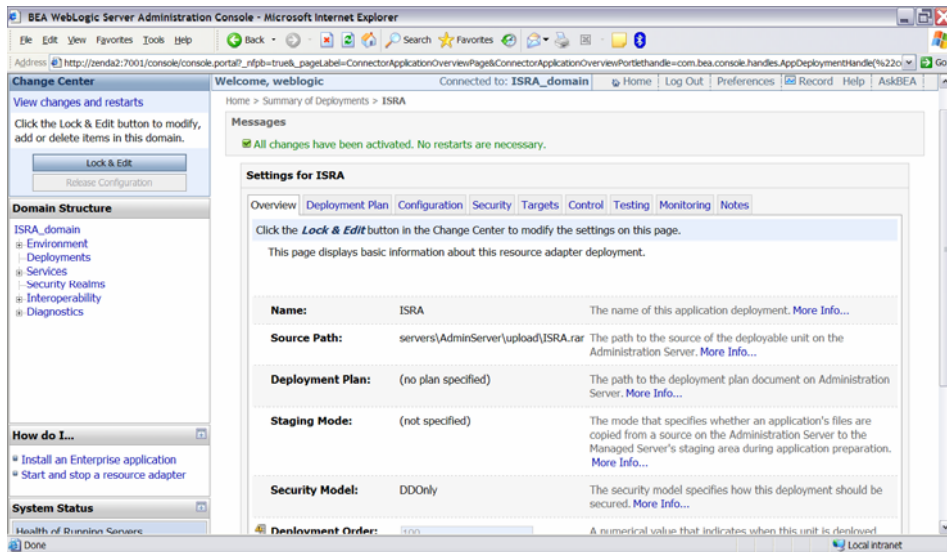 BEA WebLogic Server Administration Console - Microsoft Internet Explorer
File Edit View Favorites Tools Help
Back Search Favorites
Address http://zenda2:7001/console/console.portal?_nfpb=true&_pageLabel=ConnectorApplicationOverviewPage&ConnectorApplicationOverviewPortlethandle=com.bea.console.handles.AppDeploymentHandle(%22c Go
Change Center
View changes and restarts
Click the Lock & Edit button to modify,
add or delete items in this domain.
Lock & Edit
Release Configuration
Domain Structure
ISRA_domain
Environment
Deployments
Services
Security Realms
Interoperability
Diagnostics
How do I...
Install an Enterprise application
Start and stop a resource adapter
System Status
Health of Running Servers
Welcome, weblogic Connected to: ISRA_domain Home Log Out Preferences Record Help AskBEA
Home > Summary of Deployments > ISRA
Messages
All changes have been activated. No restarts are necessary.
Settings for ISRA
Overview Deployment Plan Configuration Security Targets Control Testing Monitoring Notes
Click the Lock & Edit button in the Change Center to modify the settings on this page.
This page displays basic information about this resource adapter deployment.
Name: ISRA The name of this application deployment. More Info...
Source Path: servers\AdminServer\upload\ISRA.rar The path to the source of the deployable unit on the
Administration Server. More Info...
Deployment Plan: (no plan specified) The path to the deployment plan document on Administration
Server. More Info...
Staging Mode: (not specified) The mode that specifies whether an application's files are
copied from a source on the Administration Server to the
Managed Server's staging area during application preparation.
More Info...
Security Model: DDOnly The security model specifies how this deployment should be
secured. More Info...
Deployment Order: 100 A numerical value that indicates when this unit is deployed
Done Local intranet